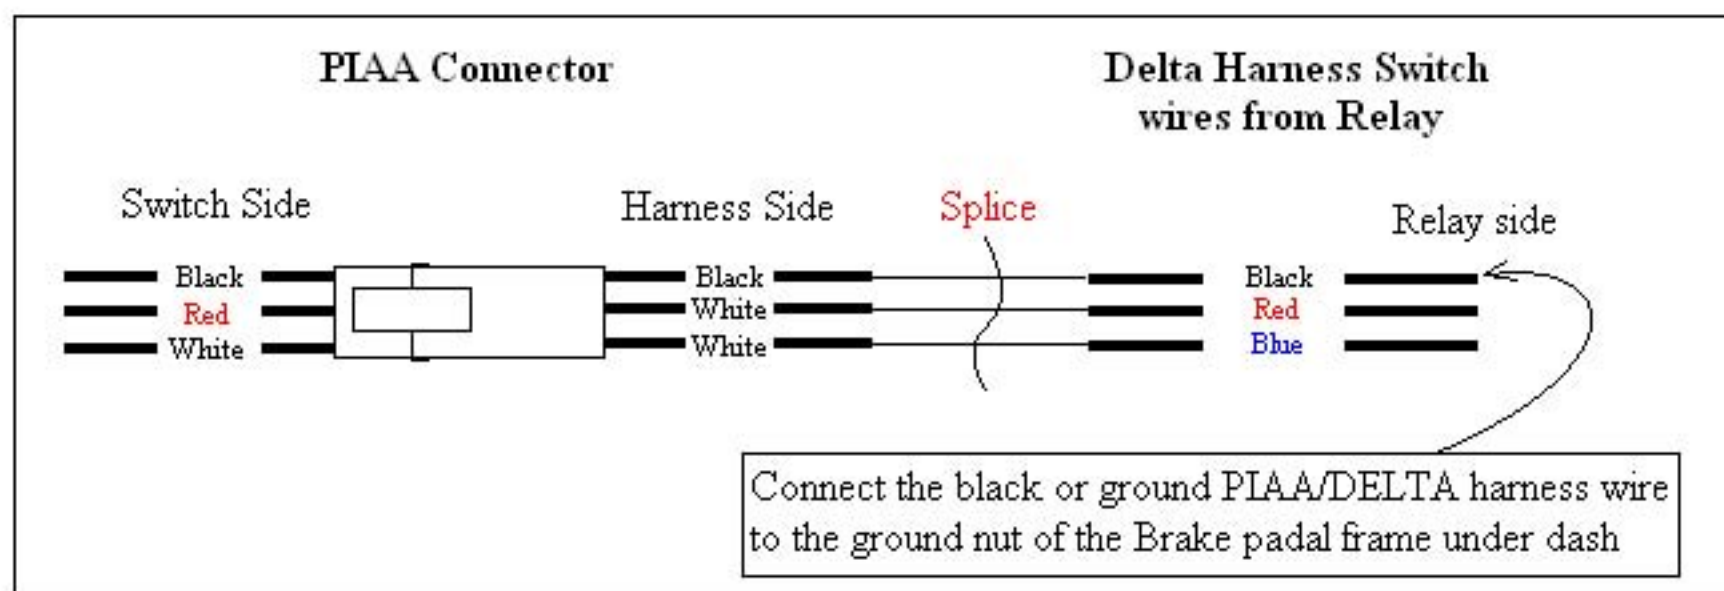 PIAA Connector
Delta Harness Switch
wires from Relay
Switch Side
Harness Side
Splice
Relay side
Black
Black
Black
Red
White
Red
White
White
Blue
Connect the black or ground PIAA/DELTA harness wire
to the ground nut of the Brake padal frame under dash